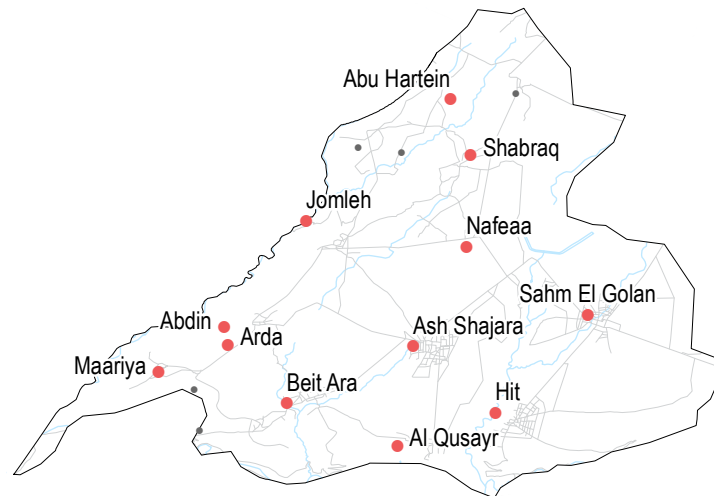 Abu Hartein
Shabraq
Jomleh
Nafeaa
Sahm El Golan
Abdin
Arda
Ash Shajara
Maariya
Beit Ara
Hit
Al Qusayr